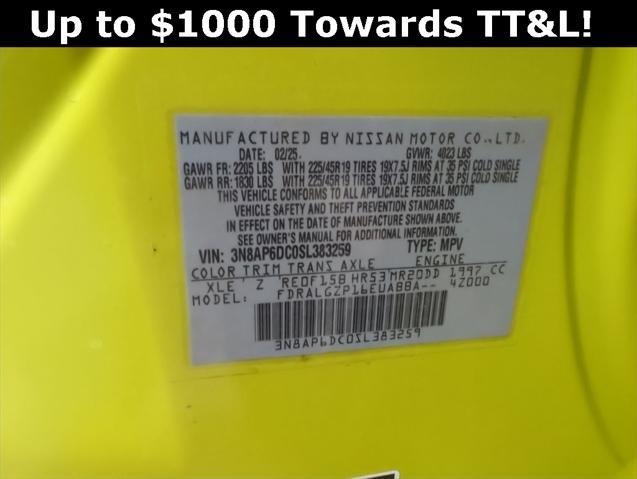 Up to $1000 Towards TT&L!
MANUFACTURED BY NISSAN MOTOR CO., LTD.
DATE: 02/25 GVWR: 4023 LBS
GAWR FR: 2205 LBS WITH 225/45R19 TIRES 19X7.5J RIMS AT 35 PSI COLD SINGLE
GAWR RR: 1830 LBS WITH 225/45R19 TIRES 19X7.5J RIMS AT 35 PSI COLD SINGLE
THIS VEHICLE CONFORMS TO ALL APPLICABLE FEDERAL MOTOR
VEHICLE SAFETY AND THEFT PREVENTION STANDARDS
IN EFFECT ON THE DATE OF MANUFACTURE SHOWN ABOVE.
SEE OWNER'S MANUAL FOR ADDITIONAL INFORMATION.
VIN: 3N8AP6DC0SL383259 TYPE: MPV
COLOR TRIM TRANS AXLE ENGINE
XLE Z RE0F15B HR53 MR20DD 1997 CC
MODEL: FDRALGZP16EUABBA-- 4Z000
3N8AP6DC0SL383259